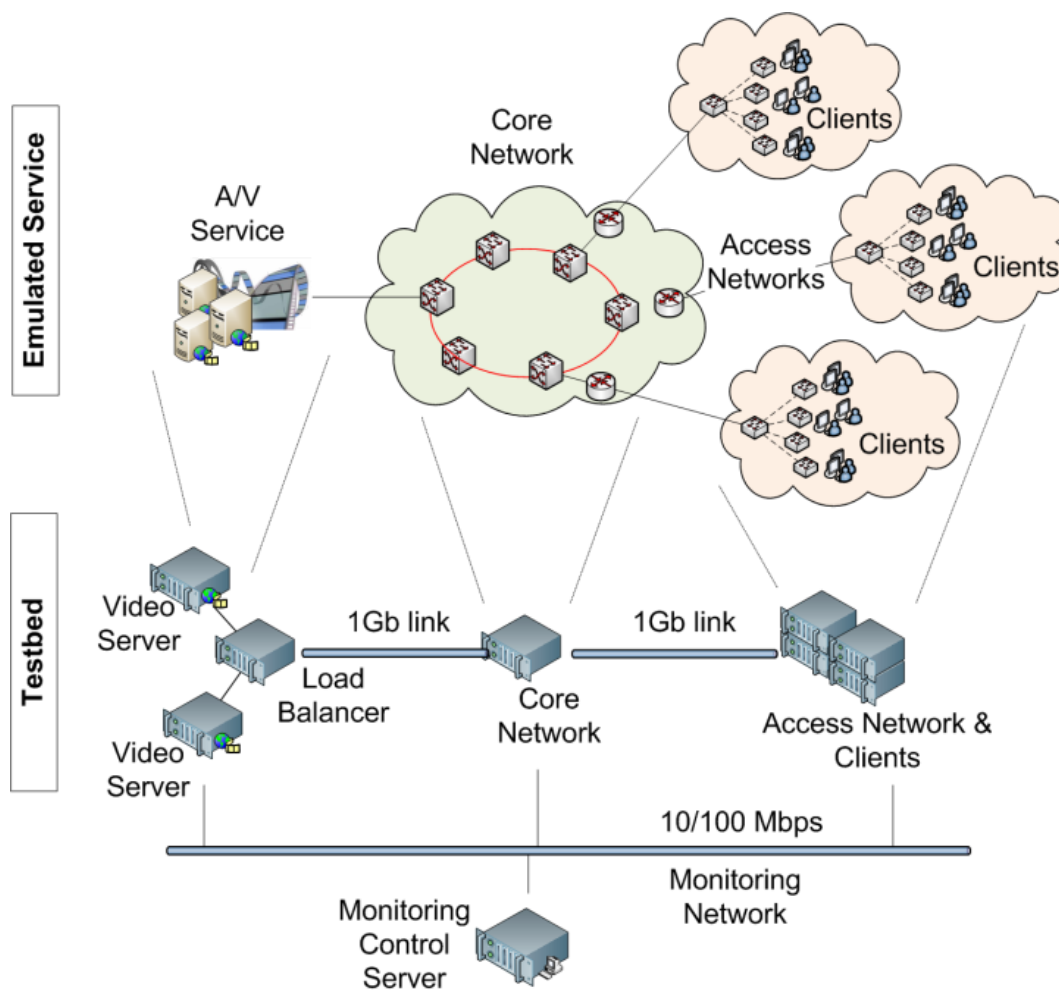 Emulated Service
Core
Network
Clients
A/V
Service
Access
Networks
Clients
Clients
Testbed
Video
Server
1Gb link
1Gb link
Load
Balancer
Core
Network
Access Network &
Clients
Video
Server
10/100 Mbps
Monitoring
Network
Monitoring
Control
Server